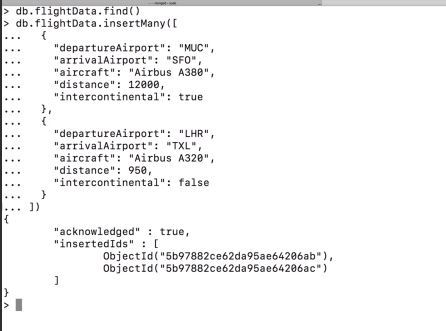 > db.flightData.find()
> db.flightData.insertMany([
...   {
...     "departureAirport": "MUC",
...     "arrivalAirport": "SFO",
...     "aircraft": "Airbus A380",
...     "distance": 12000,
...     "intercontinental": true
...   },
...   {
...     "departureAirport": "LHR",
...     "arrivalAirport": "TXL",
...     "aircraft": "Airbus A320",
...     "distance": 950,
...     "intercontinental": false
...   }
... ])
{
        "acknowledged" : true,
        "insertedIds" : [
                ObjectId("5b97882ce62da95ae64206ab"),
                ObjectId("5b97882ce62da95ae64206ac")
        ]
}
>